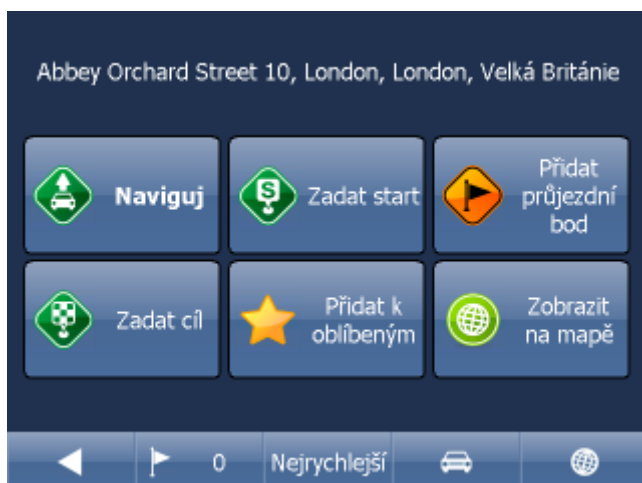 Abbey Orchard Street 10, London, London, Velká Británie
Naviguj
S
Zadat start
Přidat
průjezdní
bod
Zadat cíl
Přidat k
oblíbeným
Zobrazit
na mapě
0
Nejrychlejší